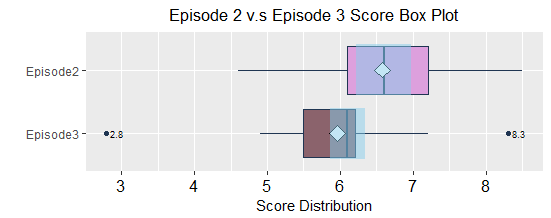 Episode 2 v.s Episode 3 Score Box Plot
Episode2
Episode3
2.8
8.3
3 4 5 6 7 8
Score Distribution